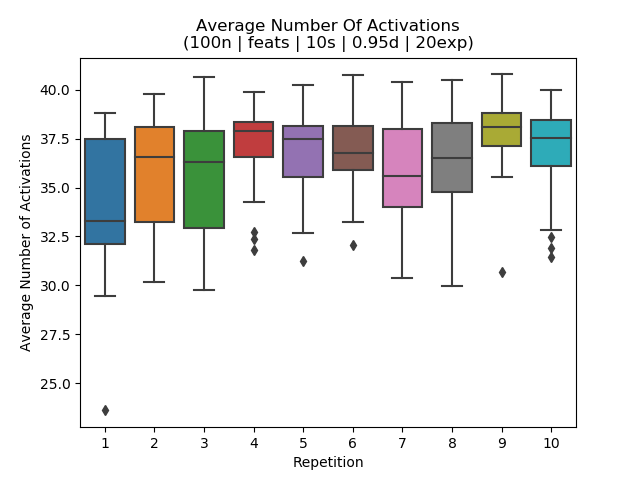 Average Number Of Activations
(100n | feats | 10s | 0.95d | 20exp)
Average Number of Activations
40.0
37.5
35.0
32.5
30.0
27.5
25.0
1 2 3 4 5 6 7 8 9 10
Repetition